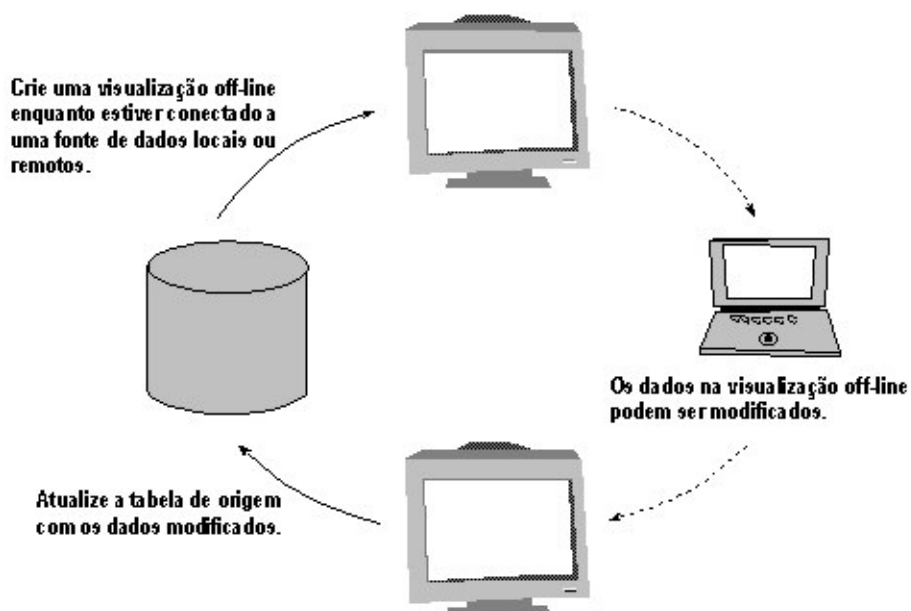 Crie uma visualização off-line
enquanto estiver conectado a
uma fonte de dados locais ou
remotos.
Os dados na visualização off-line
podem ser modificados.
Atualize a tabela de origem
com os dados modificados.